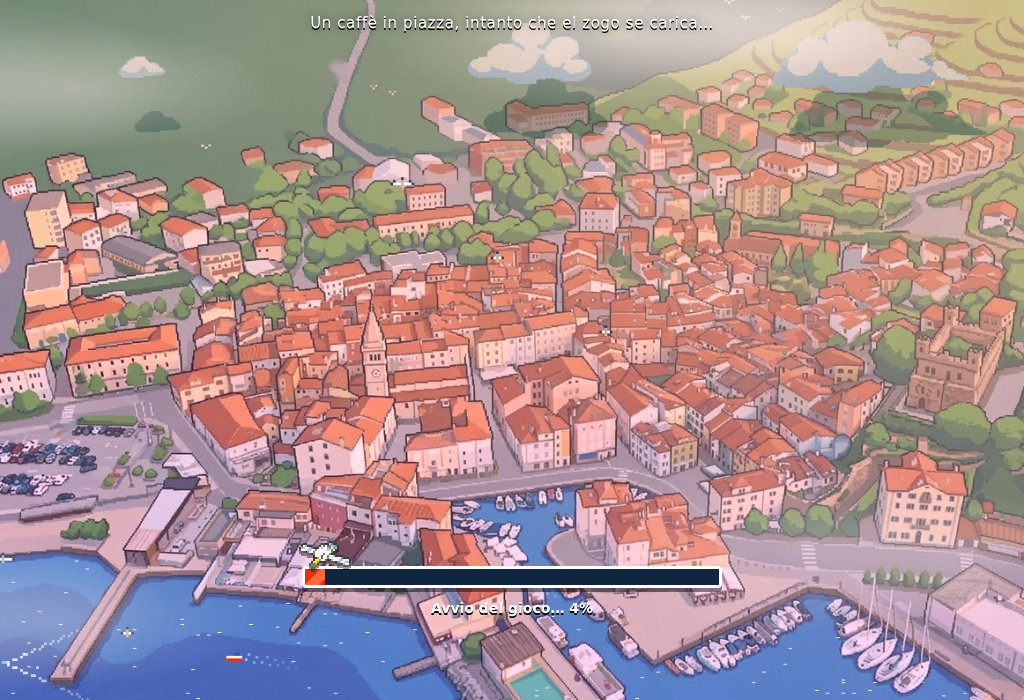 Un caffè in piazza, intanto che el zogo se carica...
Avvio del gioco... 4%